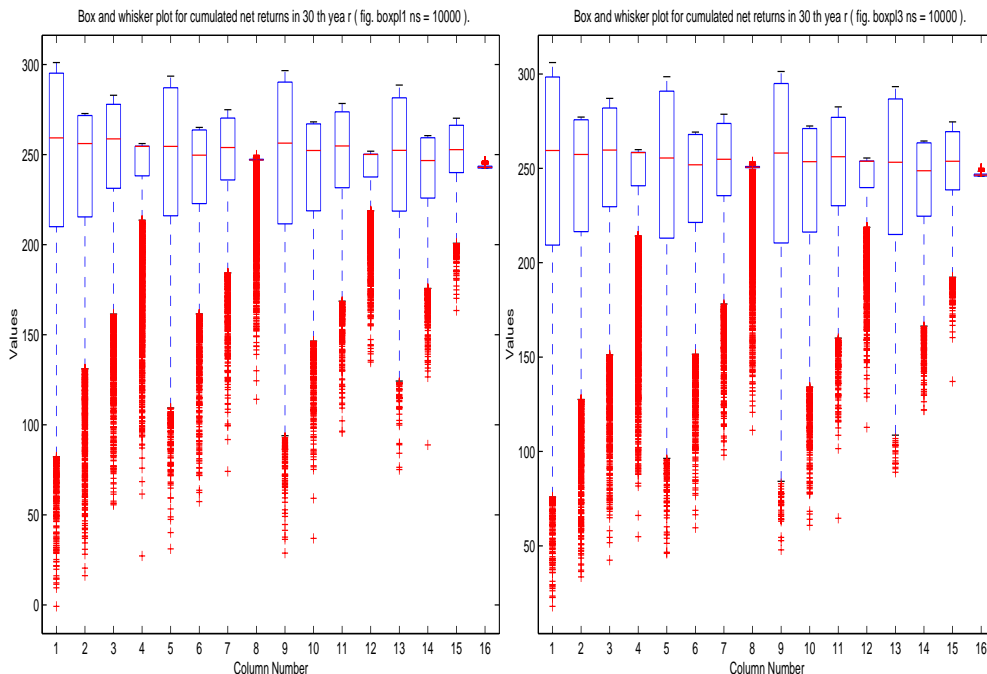 Box and whisker plot for cumulated net returns in 30 th yea r ( fig. boxpl1 ns = 10000 ).
300
250
200
150
100
50
0
Values
1 2 3 4 5 6 7 8 9 10 11 12 13 14 15 16
Column Number
Box and whisker plot for cumulated net returns in 30 th yea r ( fig. boxpl3 ns = 10000 ).
300
250
200
150
100
50
Values
1 2 3 4 5 6 7 8 9 10 11 12 13 14 15 16
Column Number